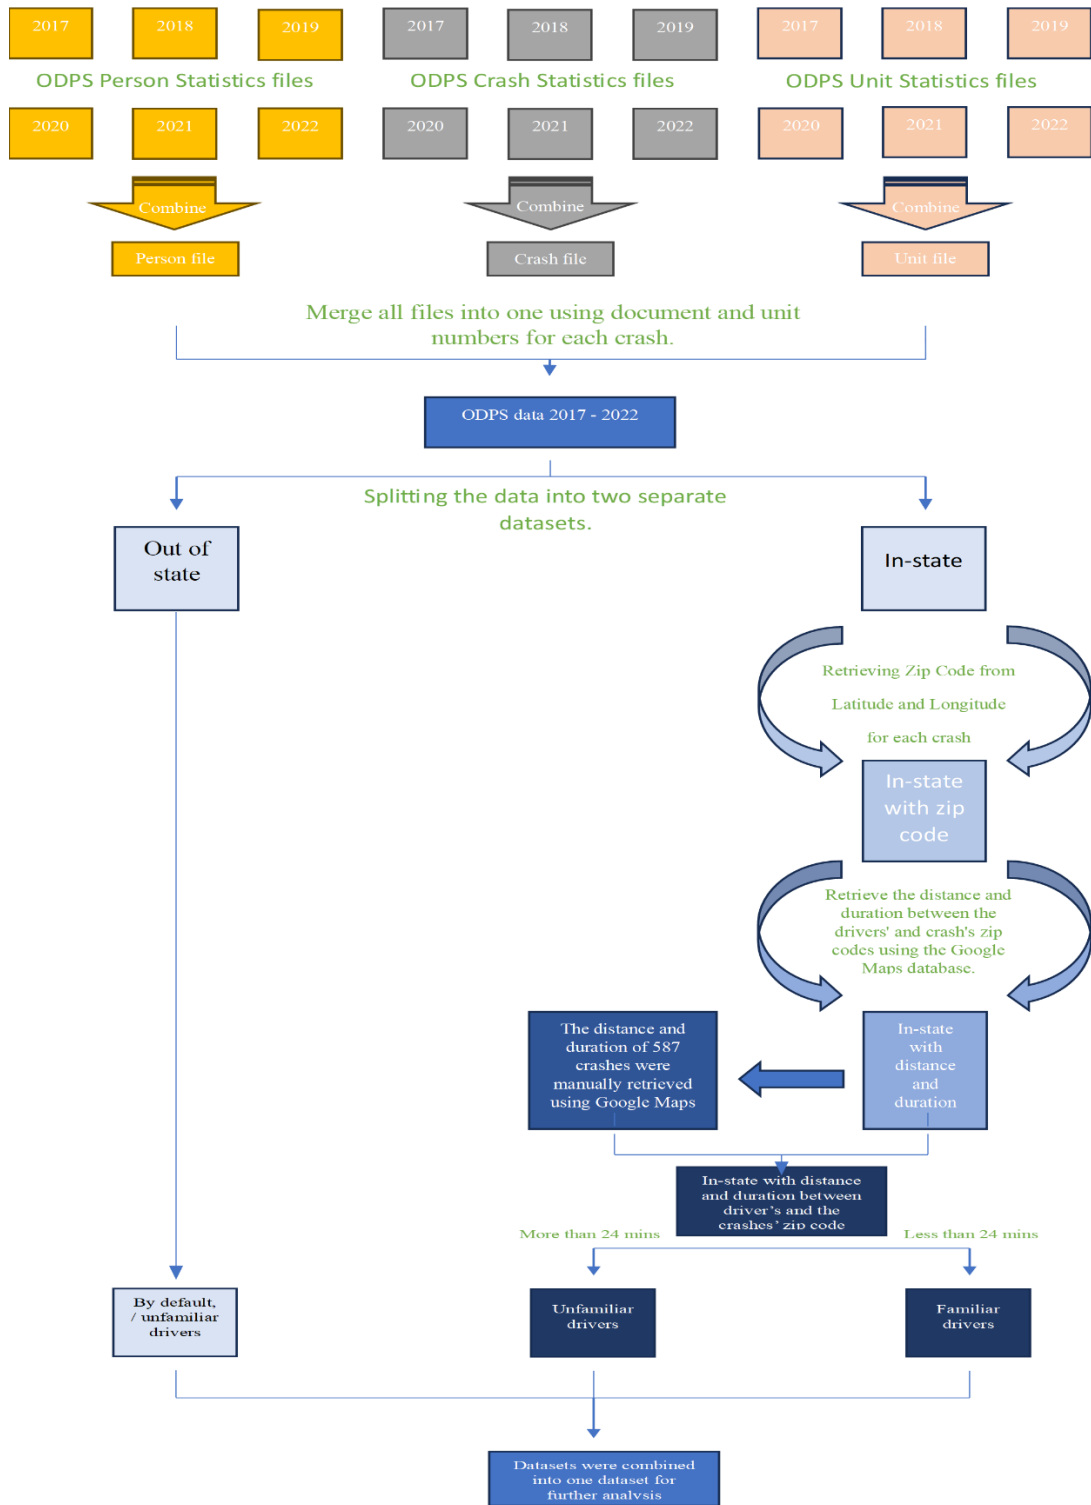 2017 2018 2019 2017 2018 2019 2017 2018 2019
ODPS Person Statistics files ODPS Crash Statistics files ODPS Unit Statistics files
2020 2021 2022 2020 2021 2022 2020 2021 2022
Combine Combine Combine
Person file Crash file Unit file
Merge all files into one using document and unit
numbers for each crash.
ODPS data 2017 - 2022
Splitting the data into two separate
datasets.
Out of
state
In-state
Retrieving Zip Code from
Latitude and Longitude
for each crash
In-state
with zip
code
Retrieve the distance and
duration between the
drivers' and crash's zip
codes using the Google
Maps database.
The distance and
duration of 587
crashes were
manually retrieved
using Google Maps
In-state
with
distance
and
duration
In-state with distance
and duration between
driver’s and the
crashes’ zip code
More than 24 mins Less than 24 mins
By default,
/ unfamiliar
drivers
Unfamiliar
drivers
Familiar
drivers
Datasets were combined
into one dataset for
further analysis